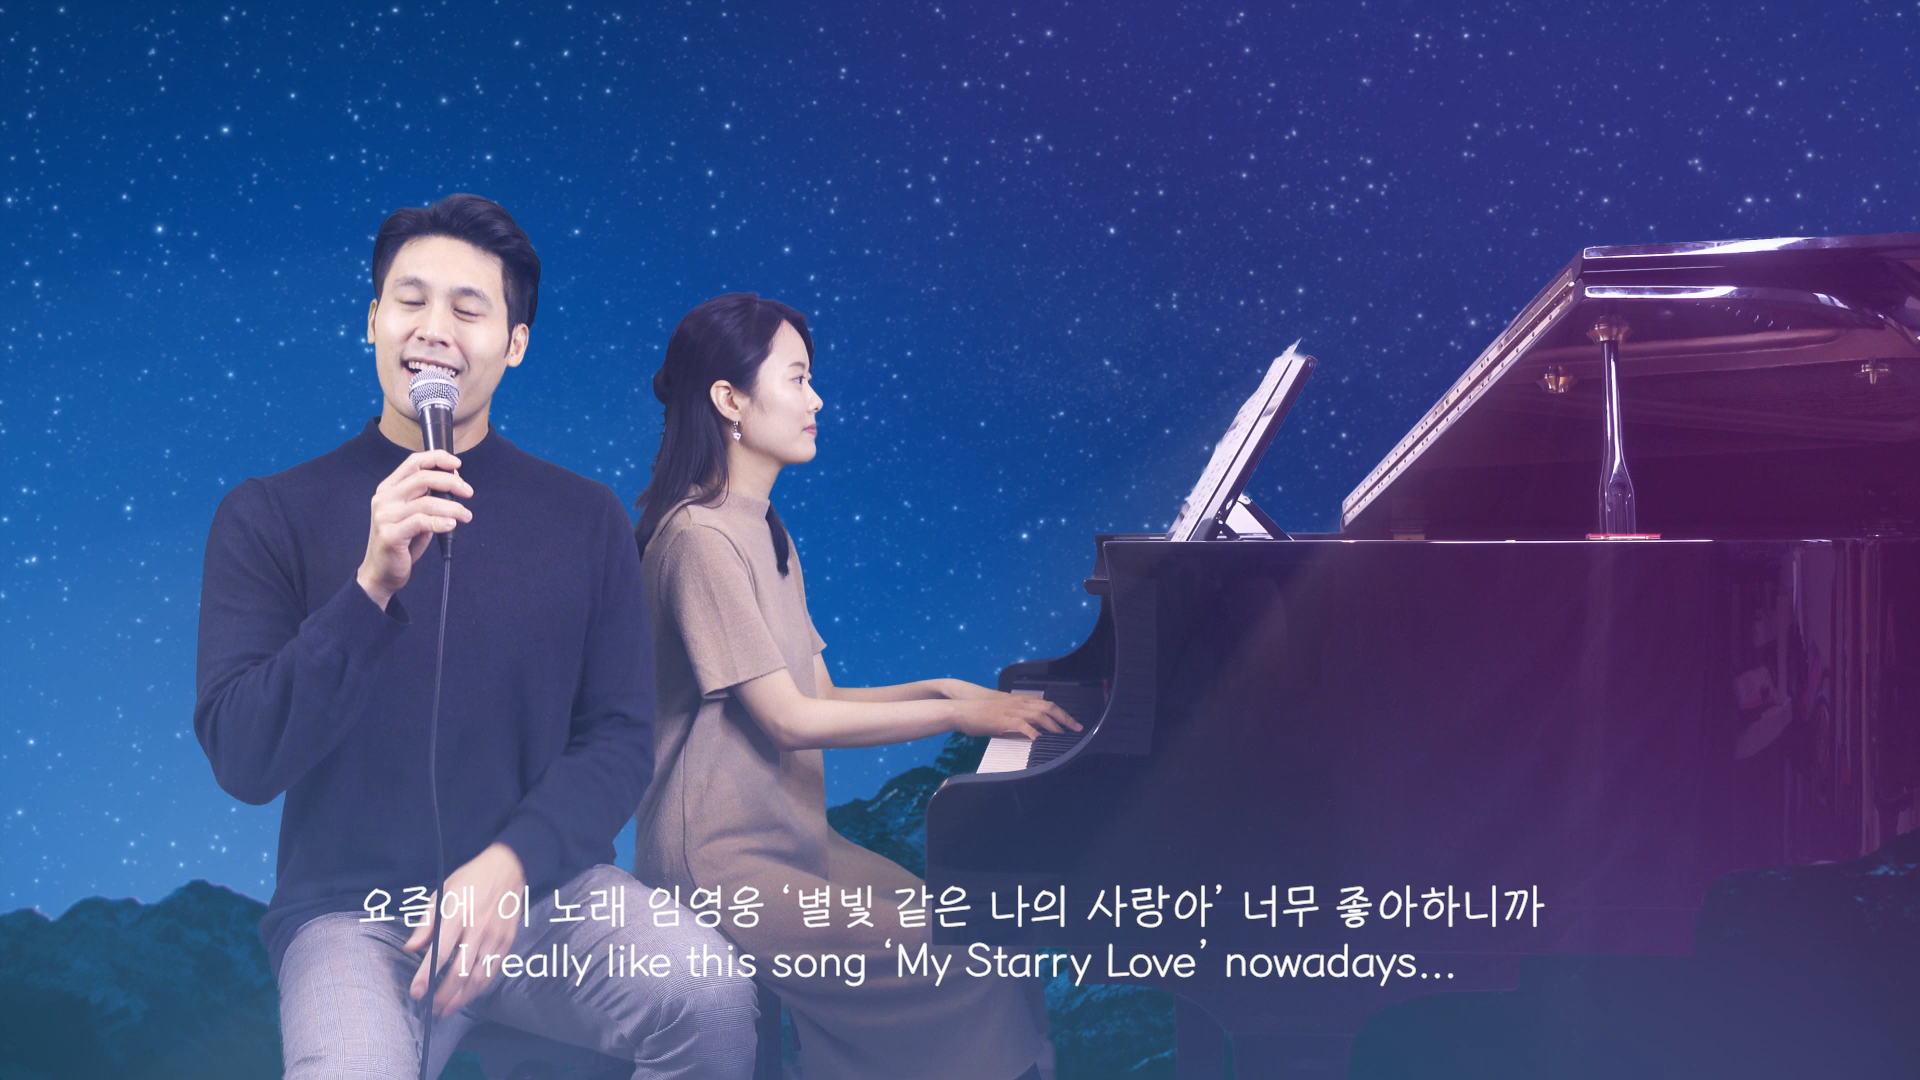 요즘에 이 노래 임영웅 ‘별빛 같은 나의 사랑아’ 너무 좋아하니까
I really like this song ‘My Starry Love’ nowadays...